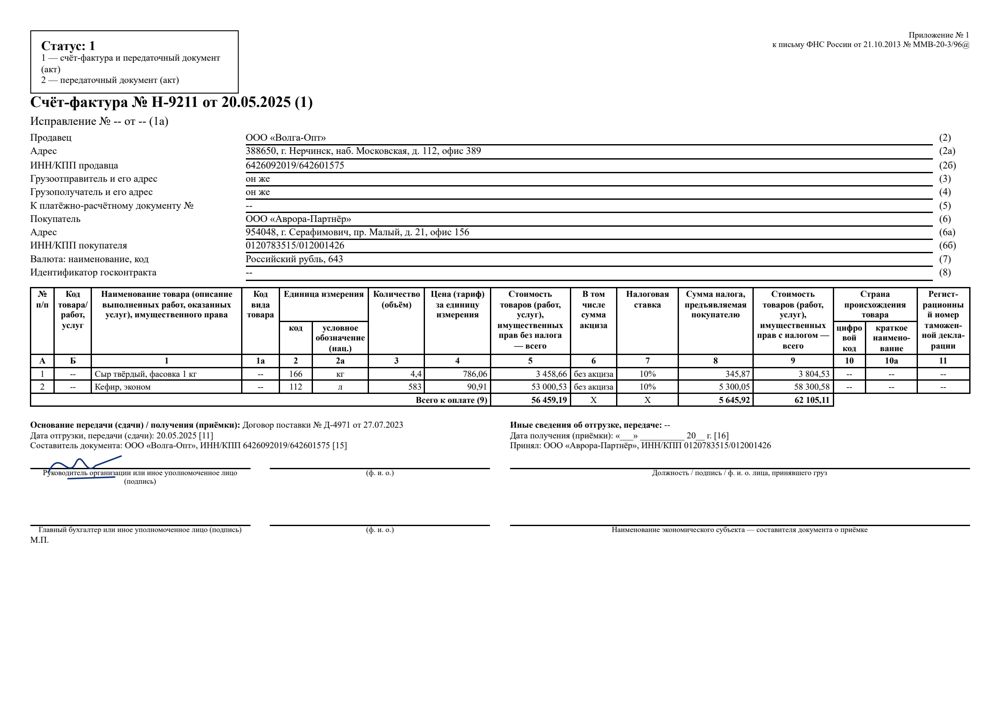 Приложение № 1
к письму ФНС России от 21.10.2013 № ММВ-20-3/96@
Статус: 1
1 — счёт-фактура и передаточный документ
(акт)
2 — передаточный документ (акт)
Счёт-фактура № Н-9211 от 20.05.2025 (1)
Исправление № -- от -- (1а)
Продавец ООО «Волга-Опт» (2)
Адрес 388650, г. Нерчинск, наб. Московская, д. 112, офис 389 (2а)
ИНН/КПП продавца 6426092019/642601575 (2б)
Грузоотправитель и его адрес он же (3)
Грузополучатель и его адрес он же (4)
К платёжно-расчётному документу № -- (5)
Покупатель ООО «Аврора-Партнёр» (6)
Адрес 954048, г. Серафимович, пр. Малый, д. 21, офис 156 (6а)
ИНН/КПП покупателя 0120783515/012001426 (6б)
Валюта: наименование, код Российский рубль, 643 (7)
Идентификатор госконтракта -- (8)
№ п/п Код товара/ работ, услуг Наименование товара (описание выполненных работ, оказанных услуг), имущественного права Код вида товара Единица измерения Количество (объём) Цена (тариф) за единицу измерения Стоимость товаров (работ, услуг), имущественных прав без налога — всего В том числе сумма акциза Налоговая ставка Сумма налога, предъявляемая покупателю Стоимость товаров (работ, услуг), имущественных прав с налогом — всего Страна происхождения товара Регист- рационны й номер таможен- ной декла- рации
код условное обозначение (нац.) цифро вой код краткое наимено- вание
А Б 1 1а 2 2а 3 4 5 6 7 8 9 10 10а 11
1 -- Сыр твёрдый, фасовка 1 кг -- 166 кг 4,4 786,06 3 458,66 без акциза 10% 345,87 3 804,53 -- -- --
2 -- Кефир, эконом -- 112 л 583 90,91 53 000,53 без акциза 10% 5 300,05 58 300,58 -- -- --
Всего к оплате (9) 56 459,19 X X 5 645,92 62 105,11
Основание передачи (сдачи) / получения (приёмки): Договор поставки № Д-4971 от 27.07.2023
Дата отгрузки, передачи (сдачи): 20.05.2025 [11]
Составитель документа: ООО «Волга-Опт», ИНН/КПП 6426092019/642601575 [15]
Иные сведения об отгрузке, передаче: --
Дата получения (приёмки): «___» __________ 20__ г. [16]
Принял: ООО «Аврора-Партнёр», ИНН/КПП 0120783515/012001426
Руководитель организации или иное уполномоченное лицо
(подпись)
(ф. и. о.)
Должность / подпись / ф. и. о. лица, принявшего груз
Главный бухгалтер или иное уполномоченное лицо (подпись)
(ф. и. о.)
Наименование экономического субъекта — составителя документа о приёмке
М.П.